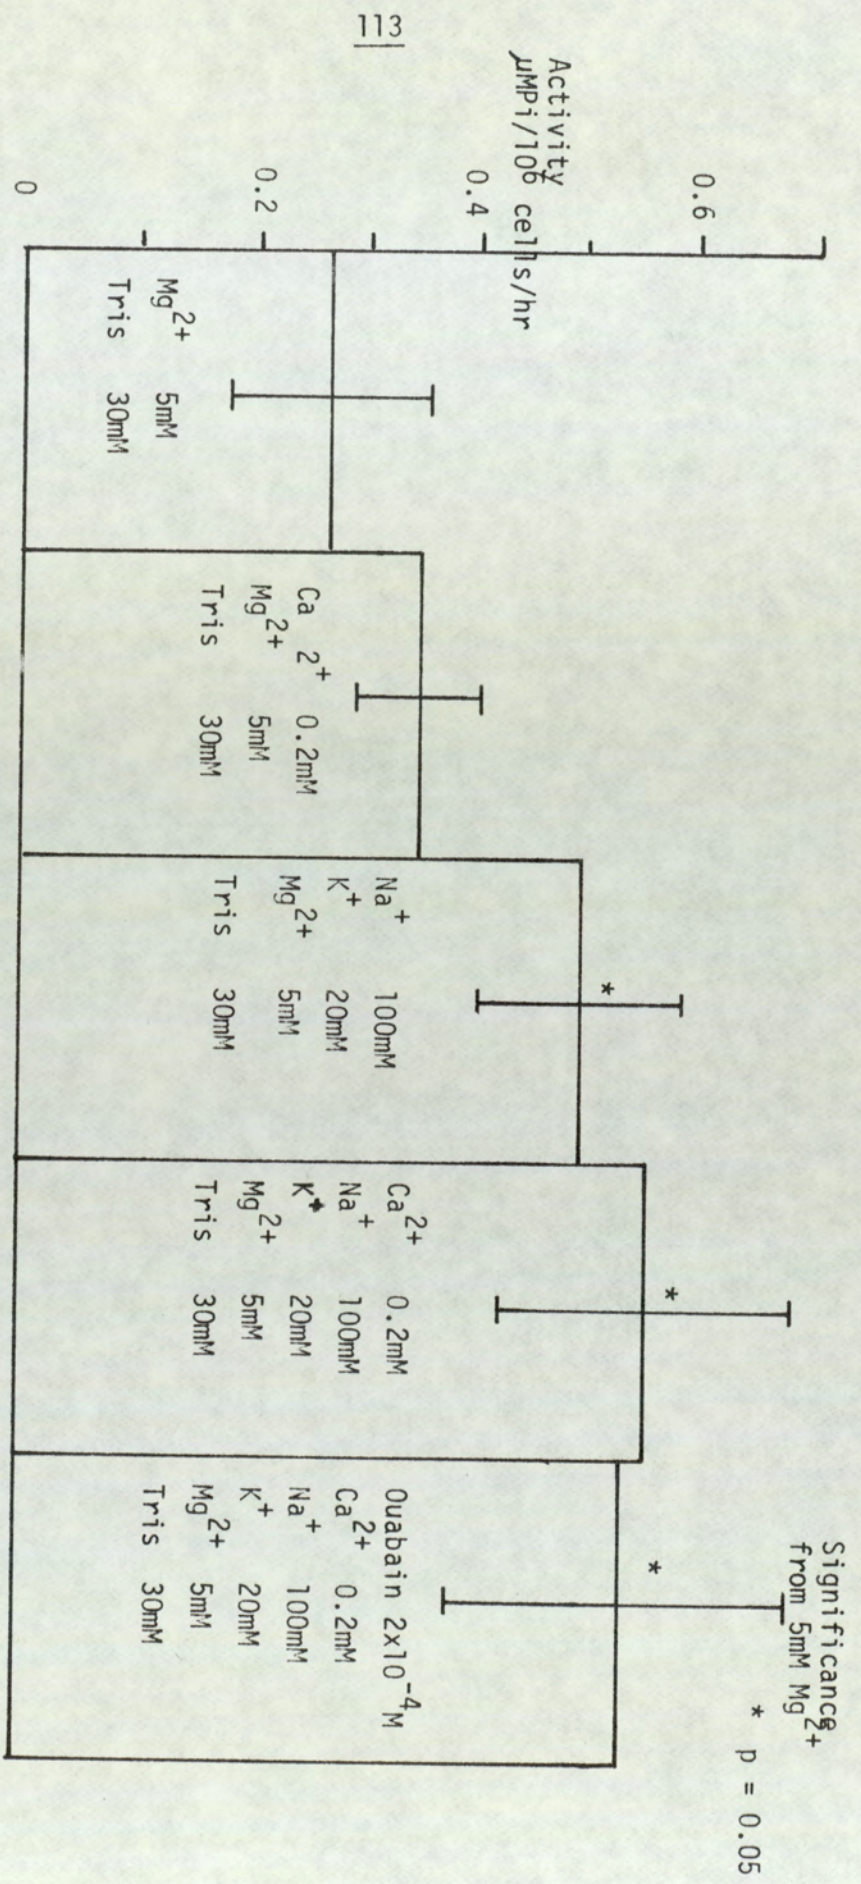 113
Activity
µMPi/10⁶ cells/hr
0.6
0.4
0.2
0
Mg²⁺ 5mM
Tris 30mM
Ca 2⁺ 0.2mM
Mg²⁺ 5mM
Tris 30mM
Na⁺ 100mM
K⁺ 20mM
Mg²⁺ 5mM
Tris 30mM
*
Ca²⁺ 0.2mM
Na⁺ 100mM
K⁺ 20mM
Mg²⁺ 5mM
Tris 30mM
*
Ouabain 2x10⁻⁴M
Ca²⁺ 0.2mM
Na⁺ 100mM
K⁺ 20mM
Mg²⁺ 5mM
Tris 30mM
*
Significance
from 5mM Mg²⁺
* p = 0.05